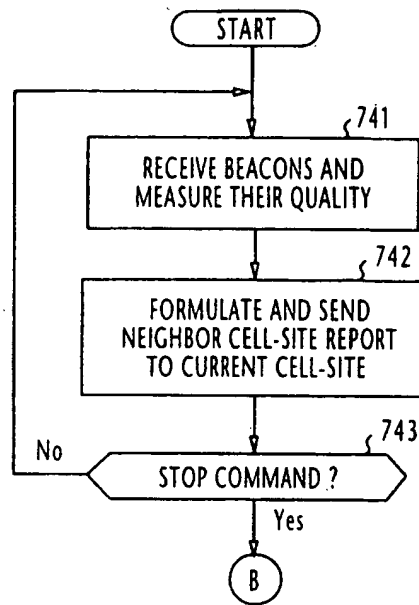 START
741
RECEIVE BEACONS AND
MEASURE THEIR QUALITY
742
FORMULATE AND SEND
NEIGHBOR CELL-SITE REPORT
TO CURRENT CELL-SITE
743
No
STOP COMMAND ?
Yes
B